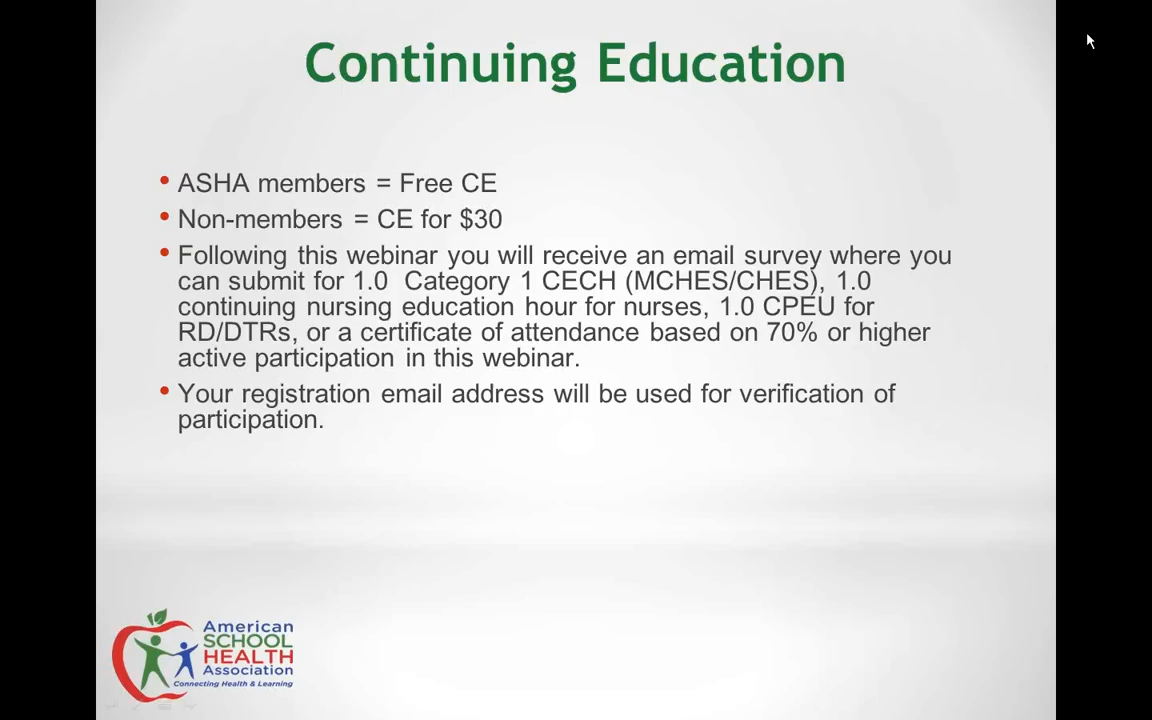 Continuing Education
• ASHA members = Free CE
• Non-members = CE for $30
• Following this webinar you will receive an email survey where you
can submit for 1.0  Category 1 CECH (MCHES/CHES), 1.0
continuing nursing education hour for nurses, 1.0 CPEU for
RD/DTRs, or a certificate of attendance based on 70% or higher
active participation in this webinar.
• Your registration email address will be used for verification of
participation.
American
SCHOOL
HEALTH
Association
Connecting Health & Learning